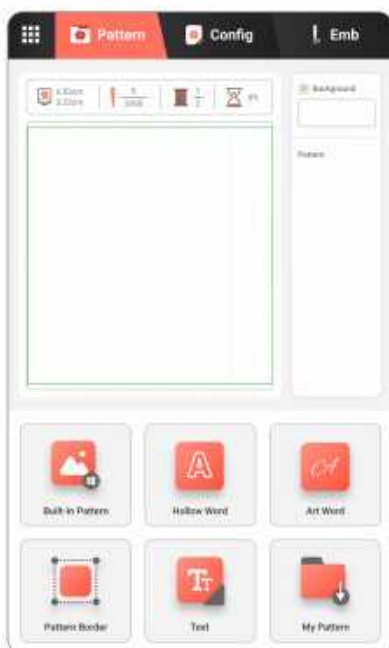 Pattern
Config
Emb
Background
Pattern
Built-in Pattern
Hollow Word
Art Word
Pattern Border
Text
My Pattern